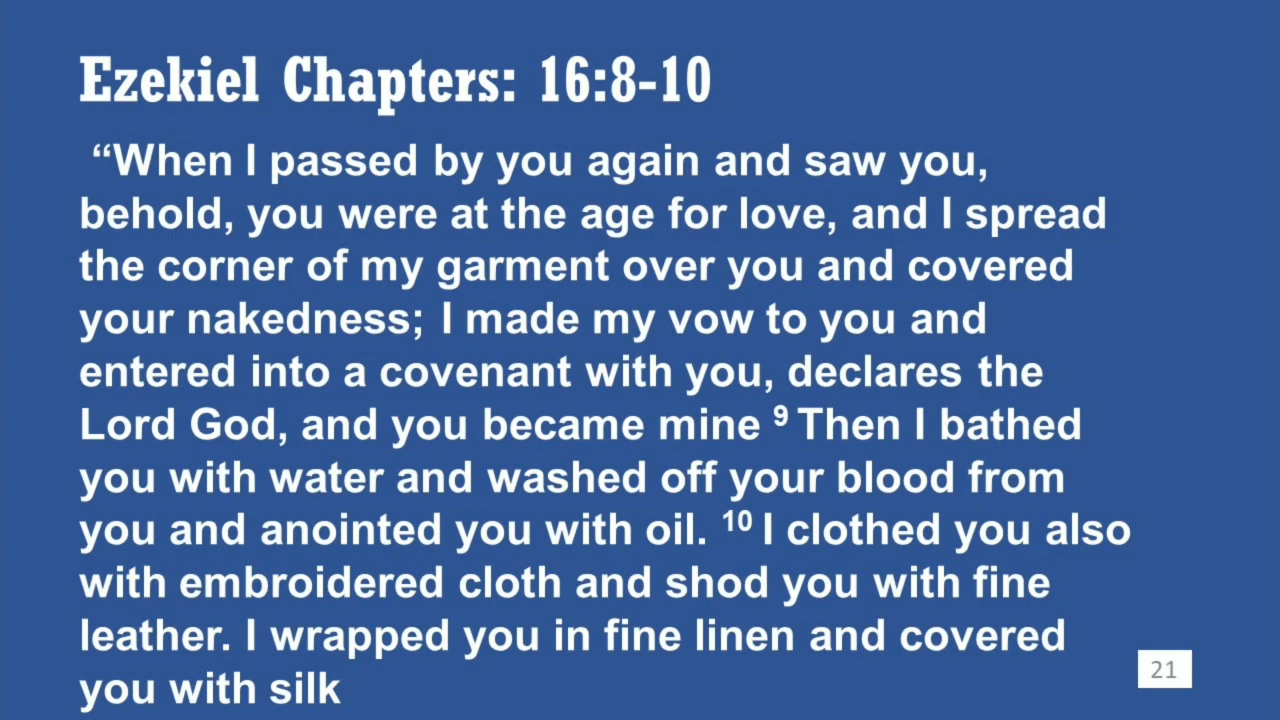 Ezekiel Chapters: 16:8-10
“When I passed by you again and saw you,
behold, you were at the age for love, and I spread
the corner of my garment over you and covered
your nakedness; I made my vow to you and
entered into a covenant with you, declares the
Lord God, and you became mine ⁹ Then I bathed
you with water and washed off your blood from
you and anointed you with oil. ¹⁰ I clothed you also
with embroidered cloth and shod you with fine
leather. I wrapped you in fine linen and covered
you with silk
21